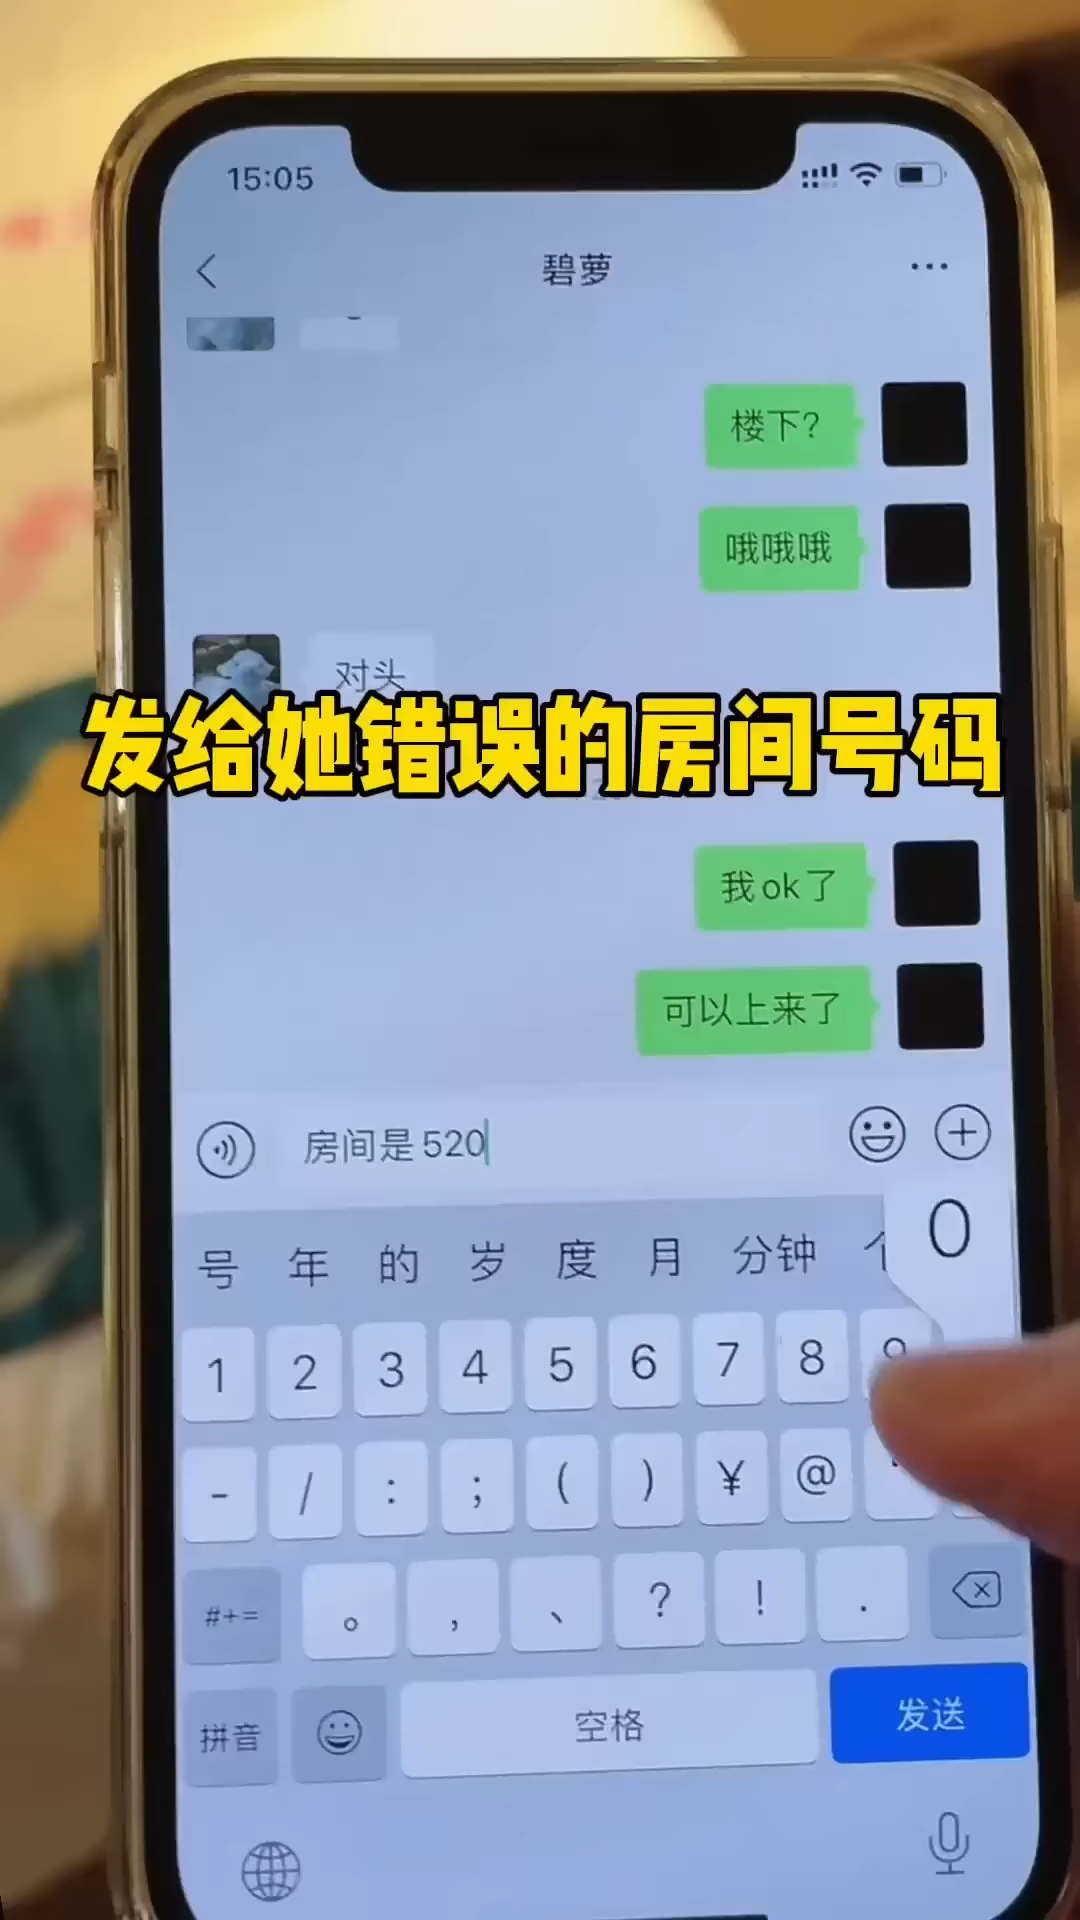 15:05
碧萝
楼下?
哦哦哦
对头
发给她错误的房间号码
我ok了
可以上来了
房间是520
0
号 年 的 岁 度 月 分钟
1 2 3 4 5 6 7 8 9
- / : ; ( ) ¥ @
#+= 。 , 、 ? ! .
拼音 空格 发送